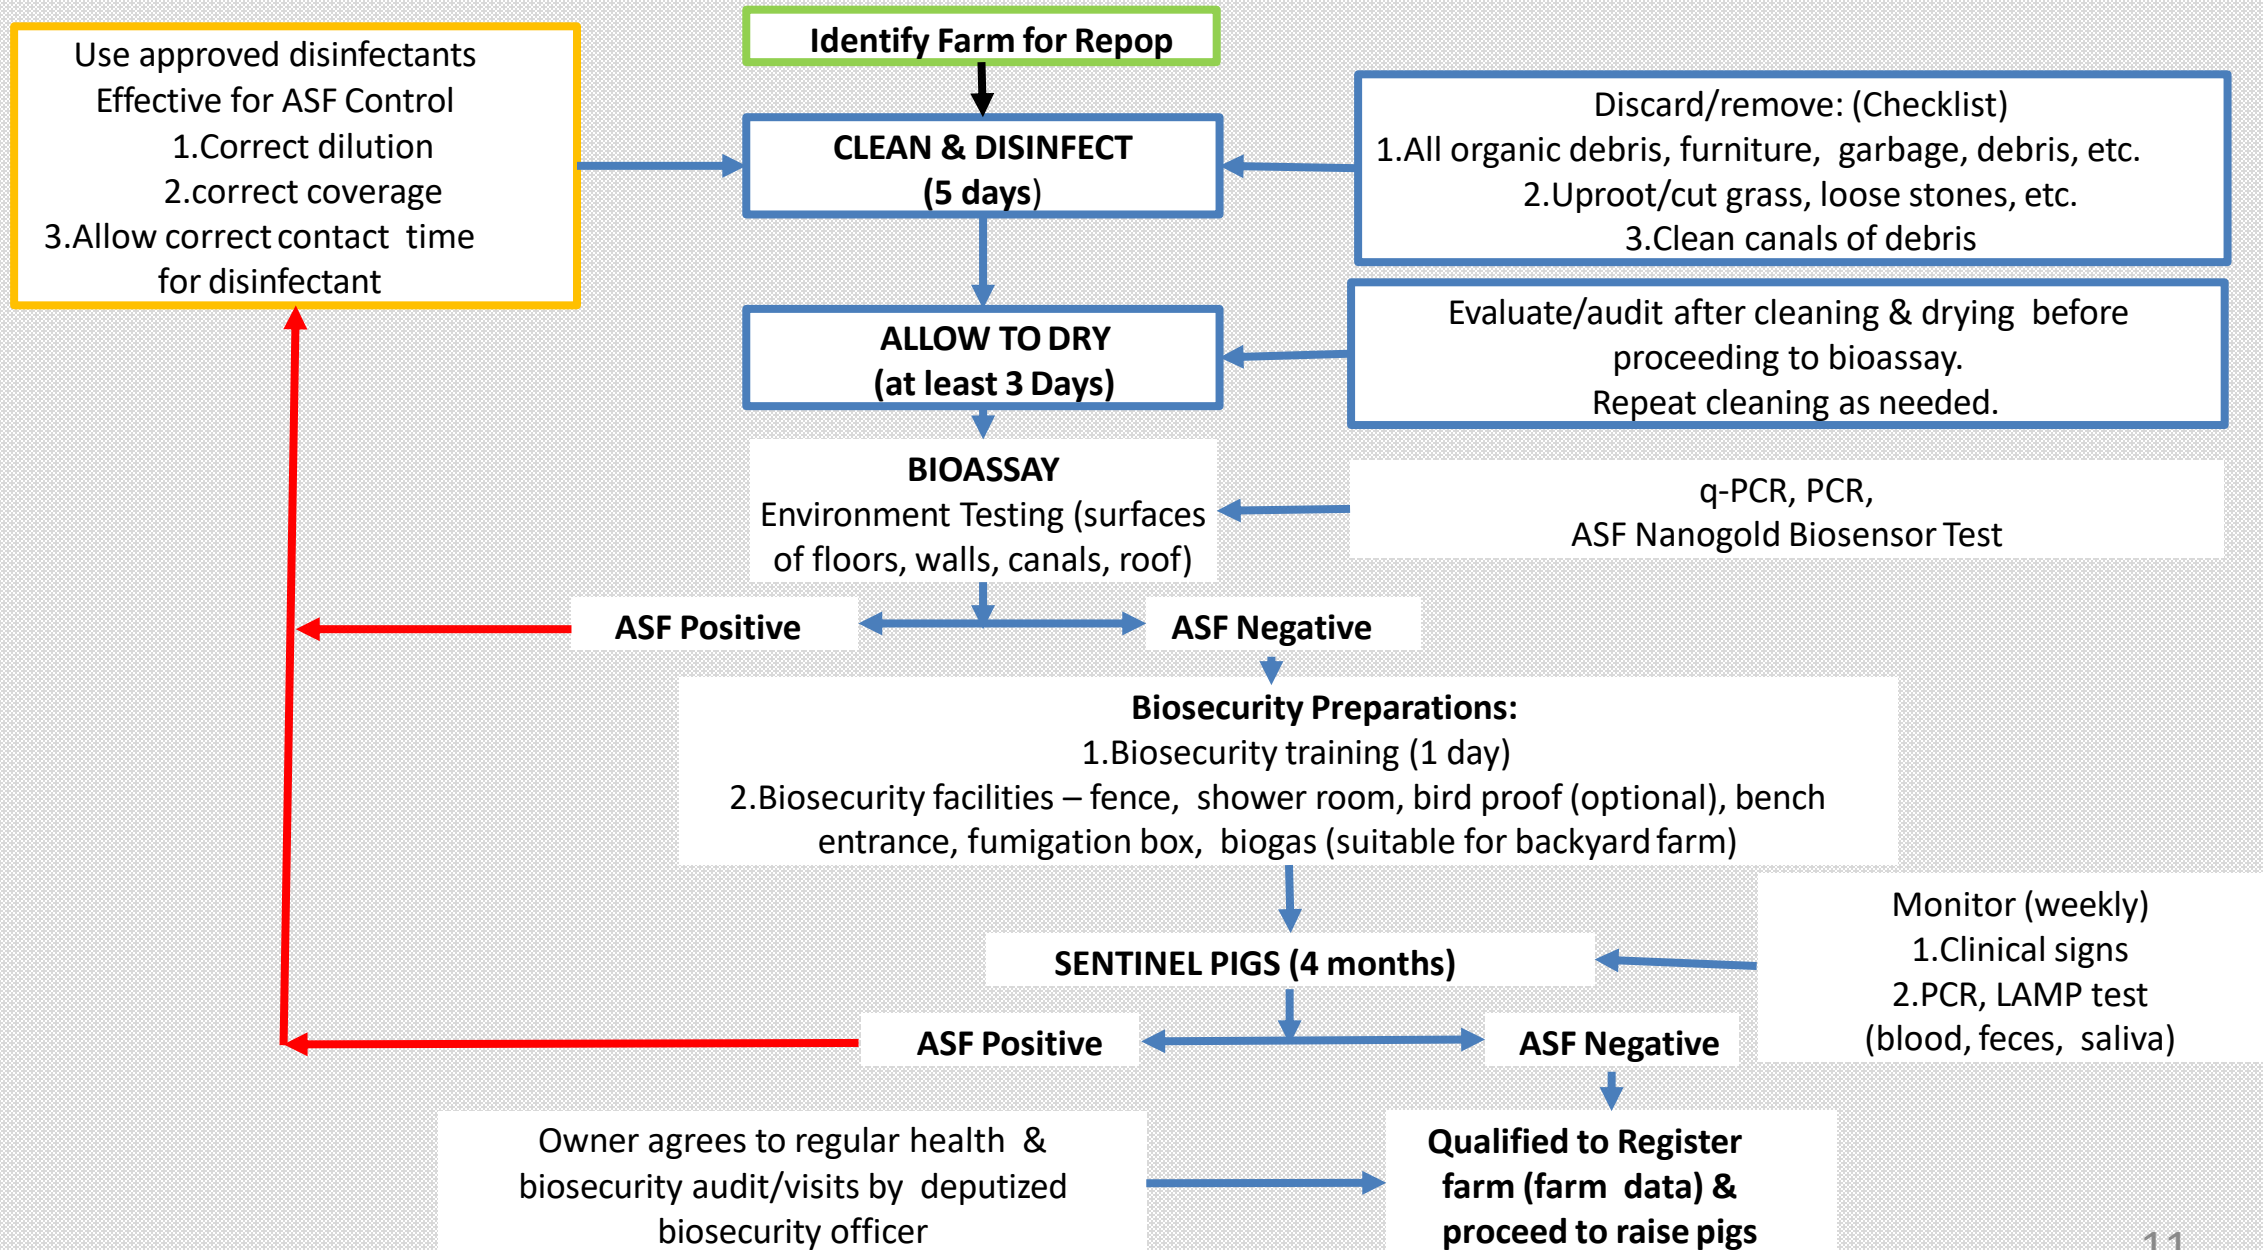 Use approved disinfectants
Effective for ASF Control
1.Correct dilution
2.correct coverage
3.Allow correct contact time
for disinfectant
Identify Farm for Repop
CLEAN & DISINFECT
(5 days)
Discard/remove: (Checklist)
1.All organic debris, furniture, garbage, debris, etc.
2.Uproot/cut grass, loose stones, etc.
3.Clean canals of debris
ALLOW TO DRY
(at least 3 Days)
Evaluate/audit after cleaning & drying before
proceeding to bioassay.
Repeat cleaning as needed.
BIOASSAY
Environment Testing (surfaces
of floors, walls, canals, roof)
q-PCR, PCR,
ASF Nanogold Biosensor Test
ASF Positive
ASF Negative
Biosecurity Preparations:
1.Biosecurity training (1 day)
2.Biosecurity facilities – fence, shower room, bird proof (optional), bench
entrance, fumigation box, biogas (suitable for backyard farm)
SENTINEL PIGS (4 months)
Monitor (weekly)
1.Clinical signs
2.PCR, LAMP test
(blood, feces, saliva)
ASF Positive
ASF Negative
Owner agrees to regular health &
biosecurity audit/visits by deputized
biosecurity officer
Qualified to Register
farm (farm data) &
proceed to raise pigs
11